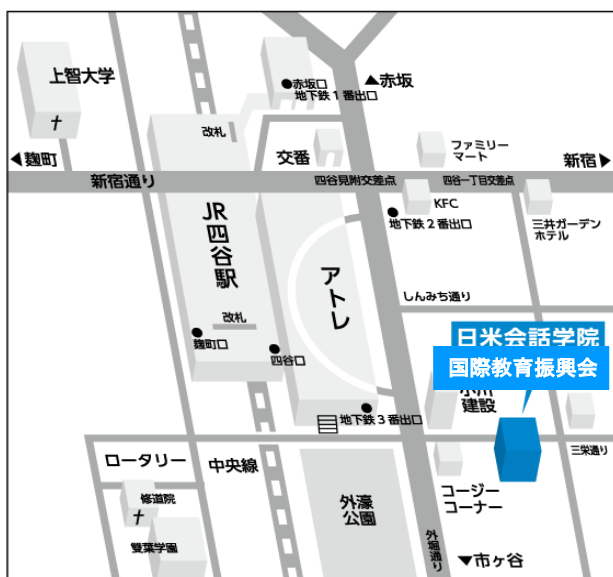 上智大学
赤坂口
地下鉄1番出口
▲赤坂
改札
交番
ファミリー
マート
◀麹町
新宿▶
新宿通り
四谷見附交差点
四谷一丁目交差点
KFC
JR四谷駅
アトレ
地下鉄2番出口
三井ガーデン
ホテル
しんみち通り
改札
麹町口
四谷口
日米会話学院
国際教育振興会
小川
建設
地下鉄3番出口
ロータリー
中央線
三栄通り
修道院
雙葉学園
外濠
公園
コージー
コーナー
外堀通り
▼市ヶ谷